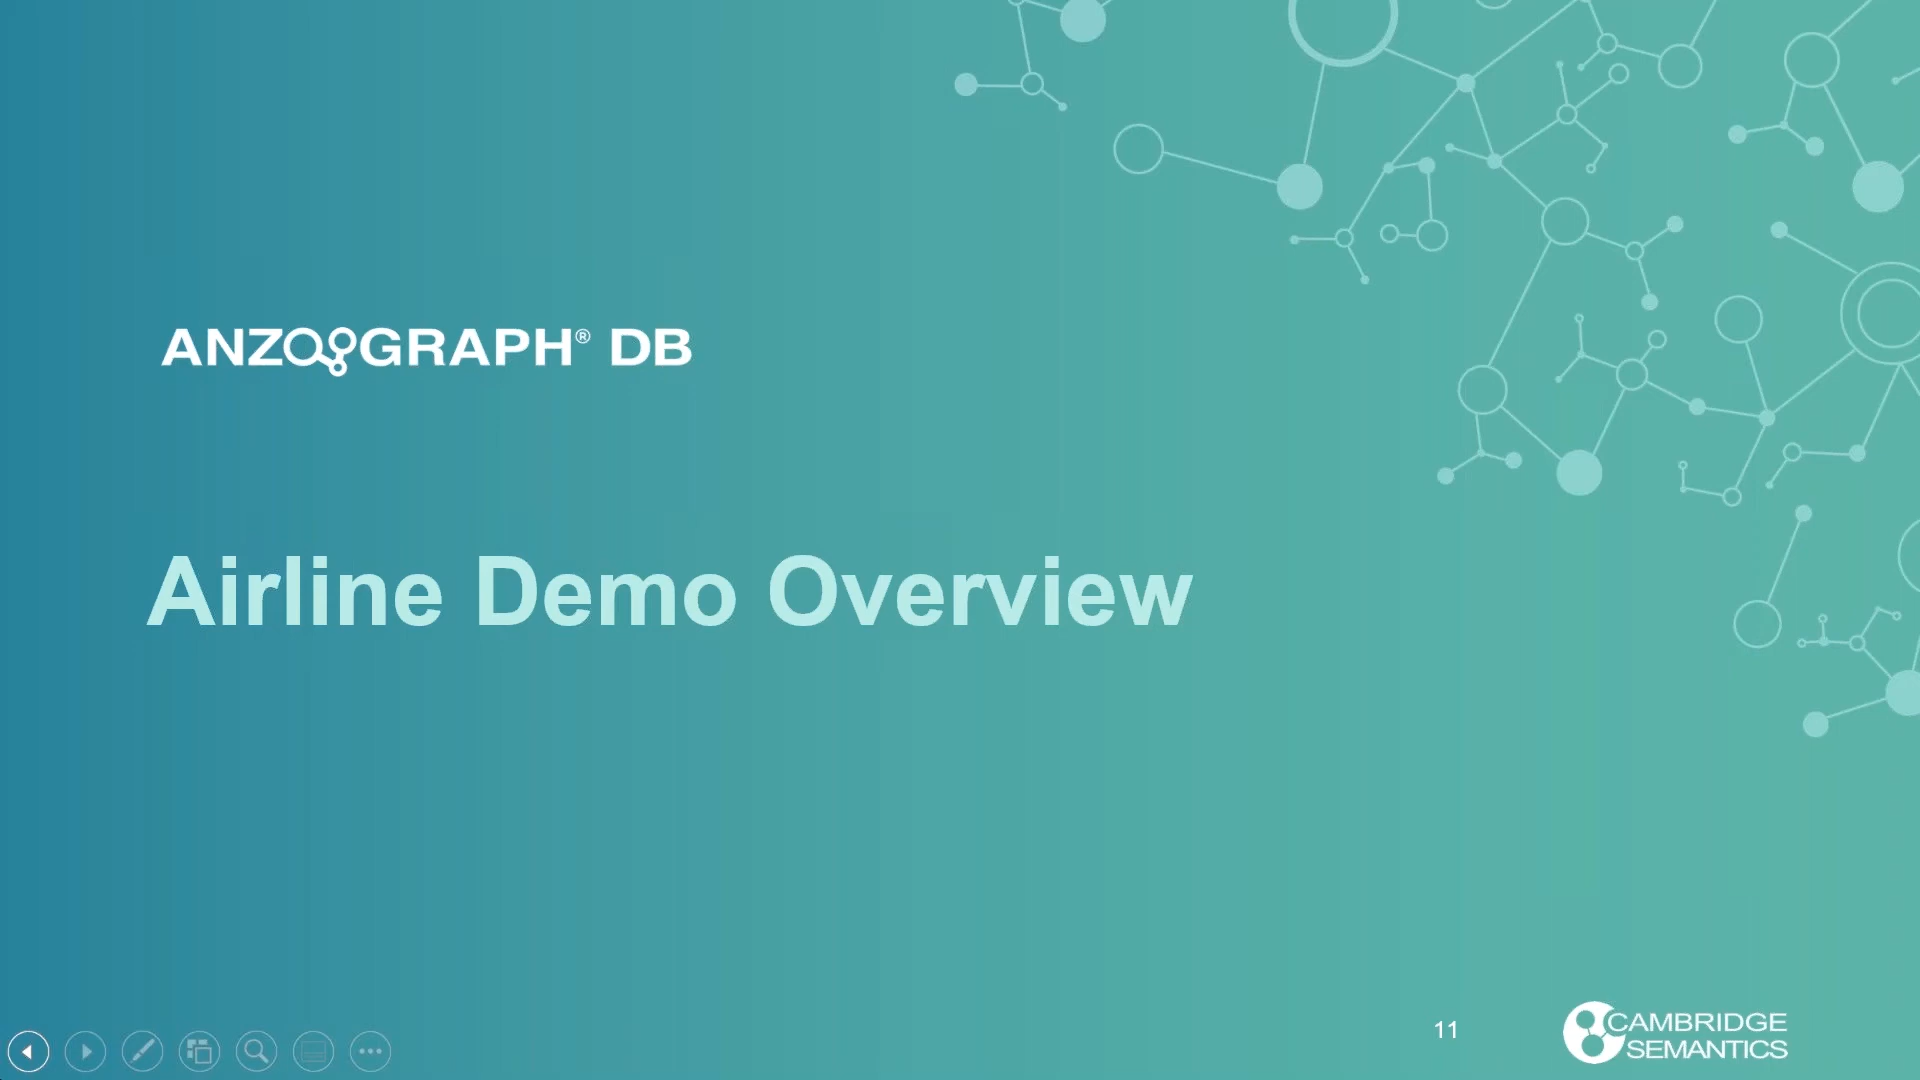 ANZOGRAPH® DB
Airline Demo Overview
11
CAMBRIDGE
SEMANTICS